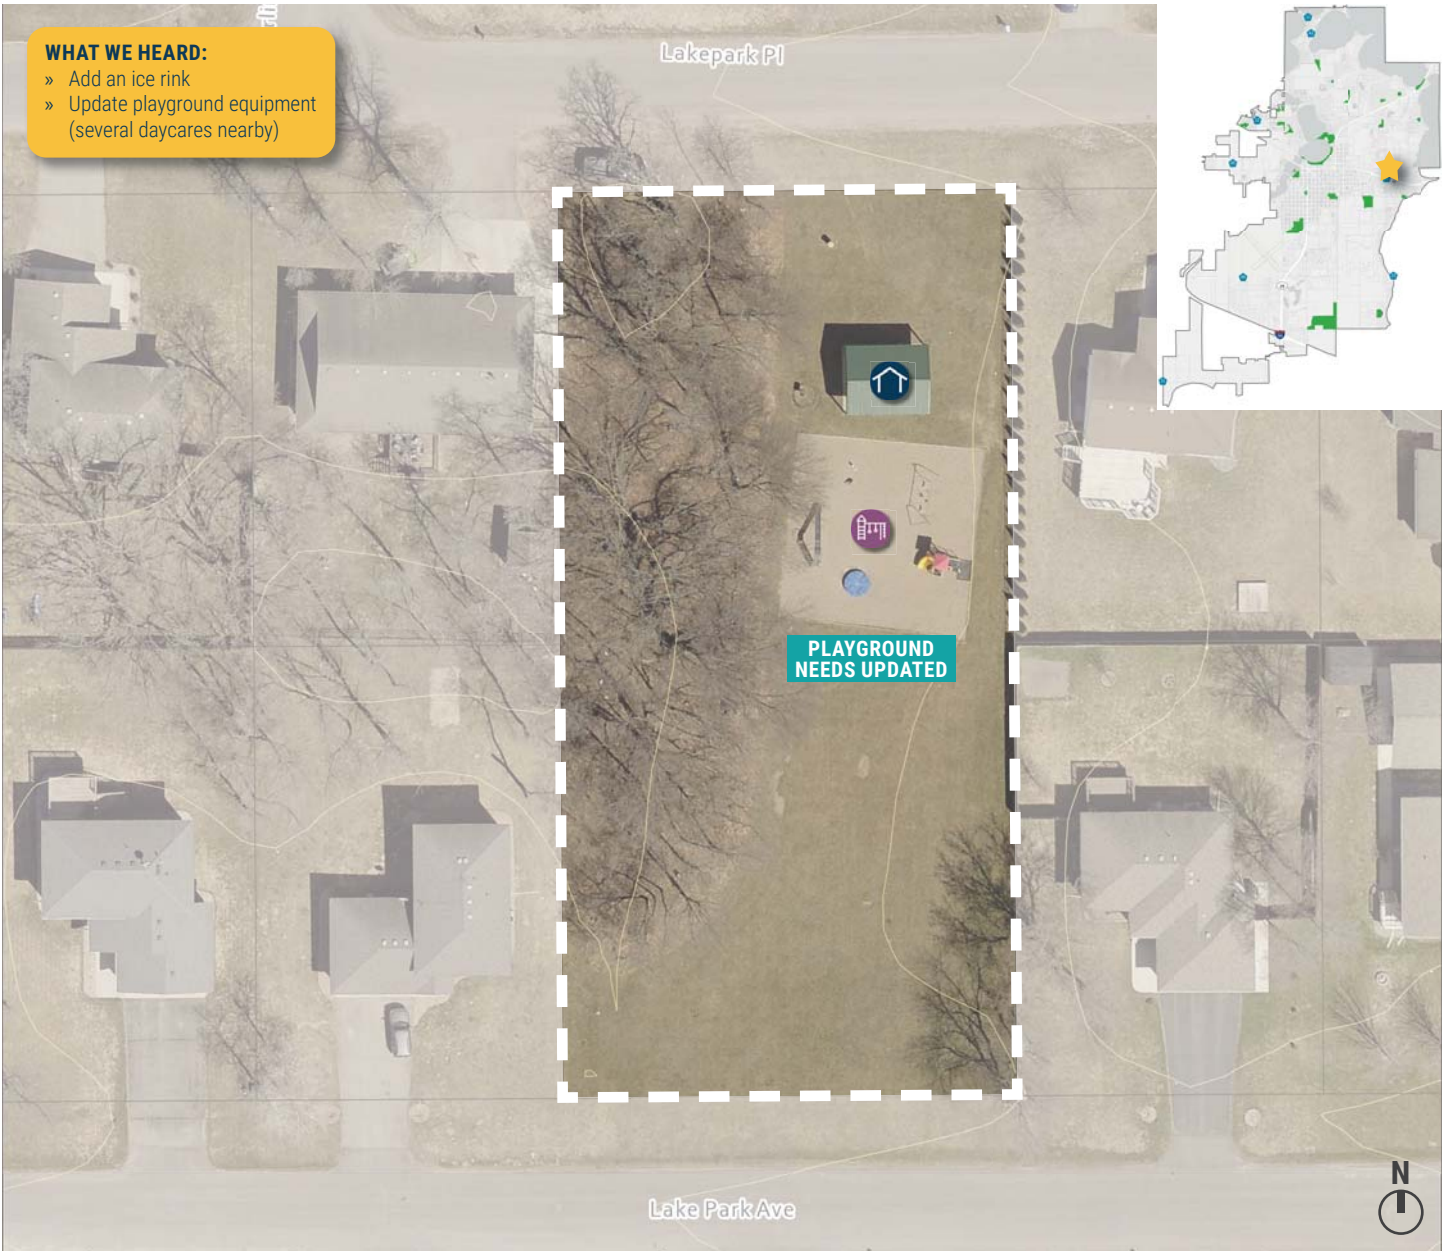 WHAT WE HEARD:
» Add an ice rink
» Update playground equipment
(several daycares nearby)
Lakepark Pl
PLAYGROUND
NEEDS UPDATED
Lake Park Ave
N